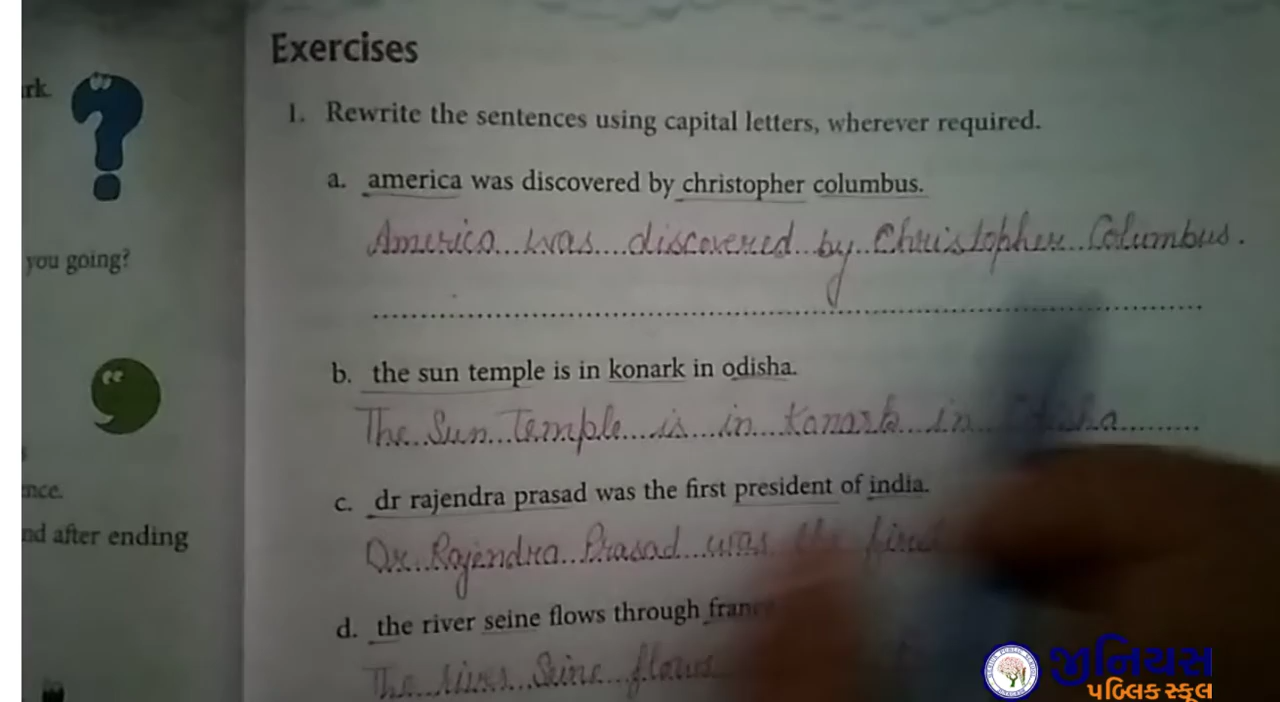 Exercises
rk.
1. Rewrite the sentences using capital letters, wherever required.
a. america was discovered by christopher columbus.
America was discovered by Christopher Columbus.
you going?
b. the sun temple is in konark in odisha.
The Sun Temple is in Konark in
nce.
c. dr rajendra prasad was the first president of india.
nd after ending
Dr. Rajendra Prasad was the
d. the river seine flows through
The river Seine flows
જીનિયસ
પબ્લિક સ્કૂલ